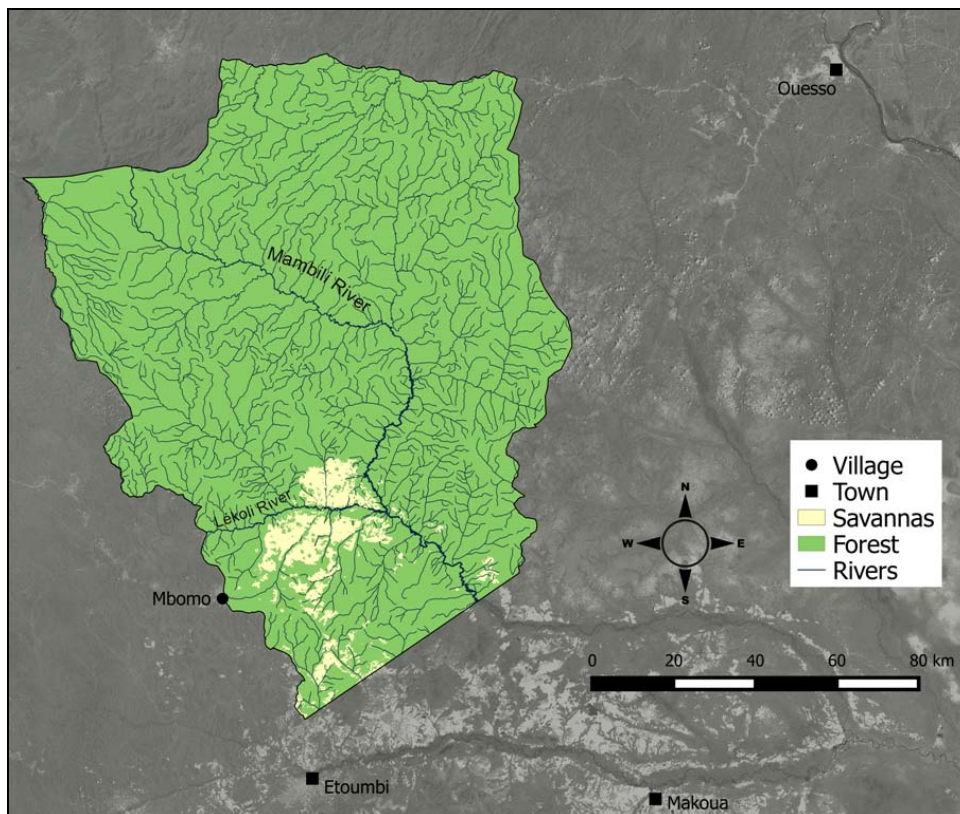 Ouesso
Mambili River
Lekoli River
Village
Town
Savannas
Forest
Rivers
N
W E
S
Mbomo
0 20 40 60 80 km
Etoumbi
Makoua